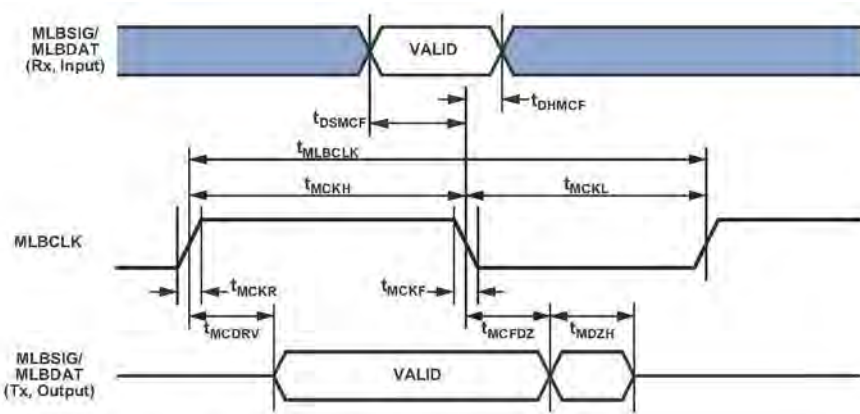 MLBSIG/
MLBDAT
(Rx, Input)
VALID
tDHMCF
tDSMCF
tMLBCLK
tMCKH
tMCKL
MLBCLK
tMCKR
tMCKF
tMCDRV
tMCFDZ
tMDZH
MLBSIG/
MLBDAT
(Tx, Output)
VALID